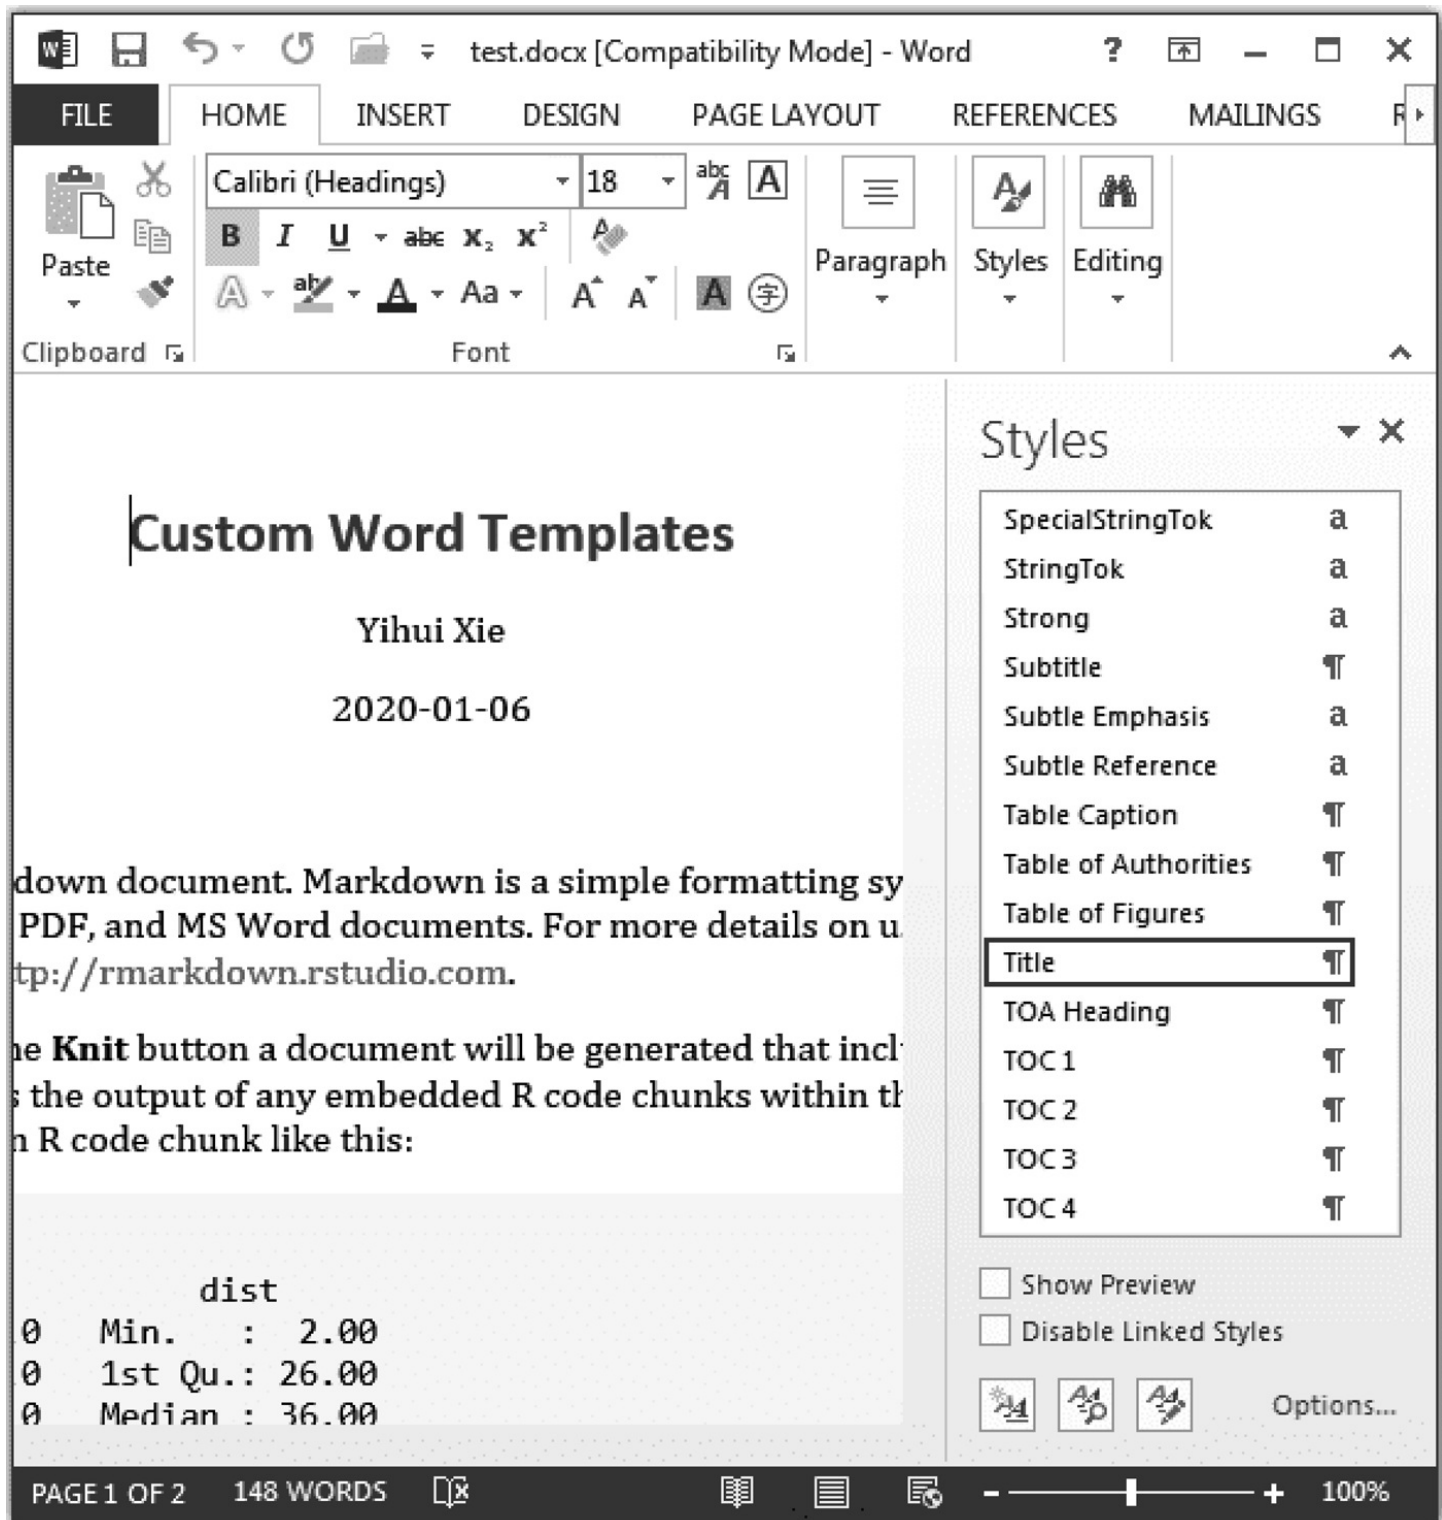 test.docx [Compatibility Mode] - Word
FILE HOME INSERT DESIGN PAGE LAYOUT REFERENCES MAILINGS
Calibri (Headings) 18 abc A A
B I U abc X₂ X² A
Paste Paragraph Styles Editing
A ab A Aa A A A 字
Clipboard Font
Styles
Custom Word Templates
Yihui Xie
2020-01-06
down document. Markdown is a simple formatting sy
PDF, and MS Word documents. For more details on u
tp://rmarkdown.rstudio.com.
ne Knit button a document will be generated that incl
s the output of any embedded R code chunks within th
n R code chunk like this:
dist
0 Min. : 2.00
0 1st Qu.: 26.00
0 Median : 36.00
SpecialStringTok a
StringTok a
Strong a
Subtitle ¶
Subtle Emphasis a
Subtle Reference a
Table Caption ¶
Table of Authorities ¶
Table of Figures ¶
Title ¶
TOA Heading ¶
TOC 1 ¶
TOC 2 ¶
TOC 3 ¶
TOC 4 ¶
Show Preview
Disable Linked Styles
Options...
PAGE 1 OF 2 148 WORDS 100%